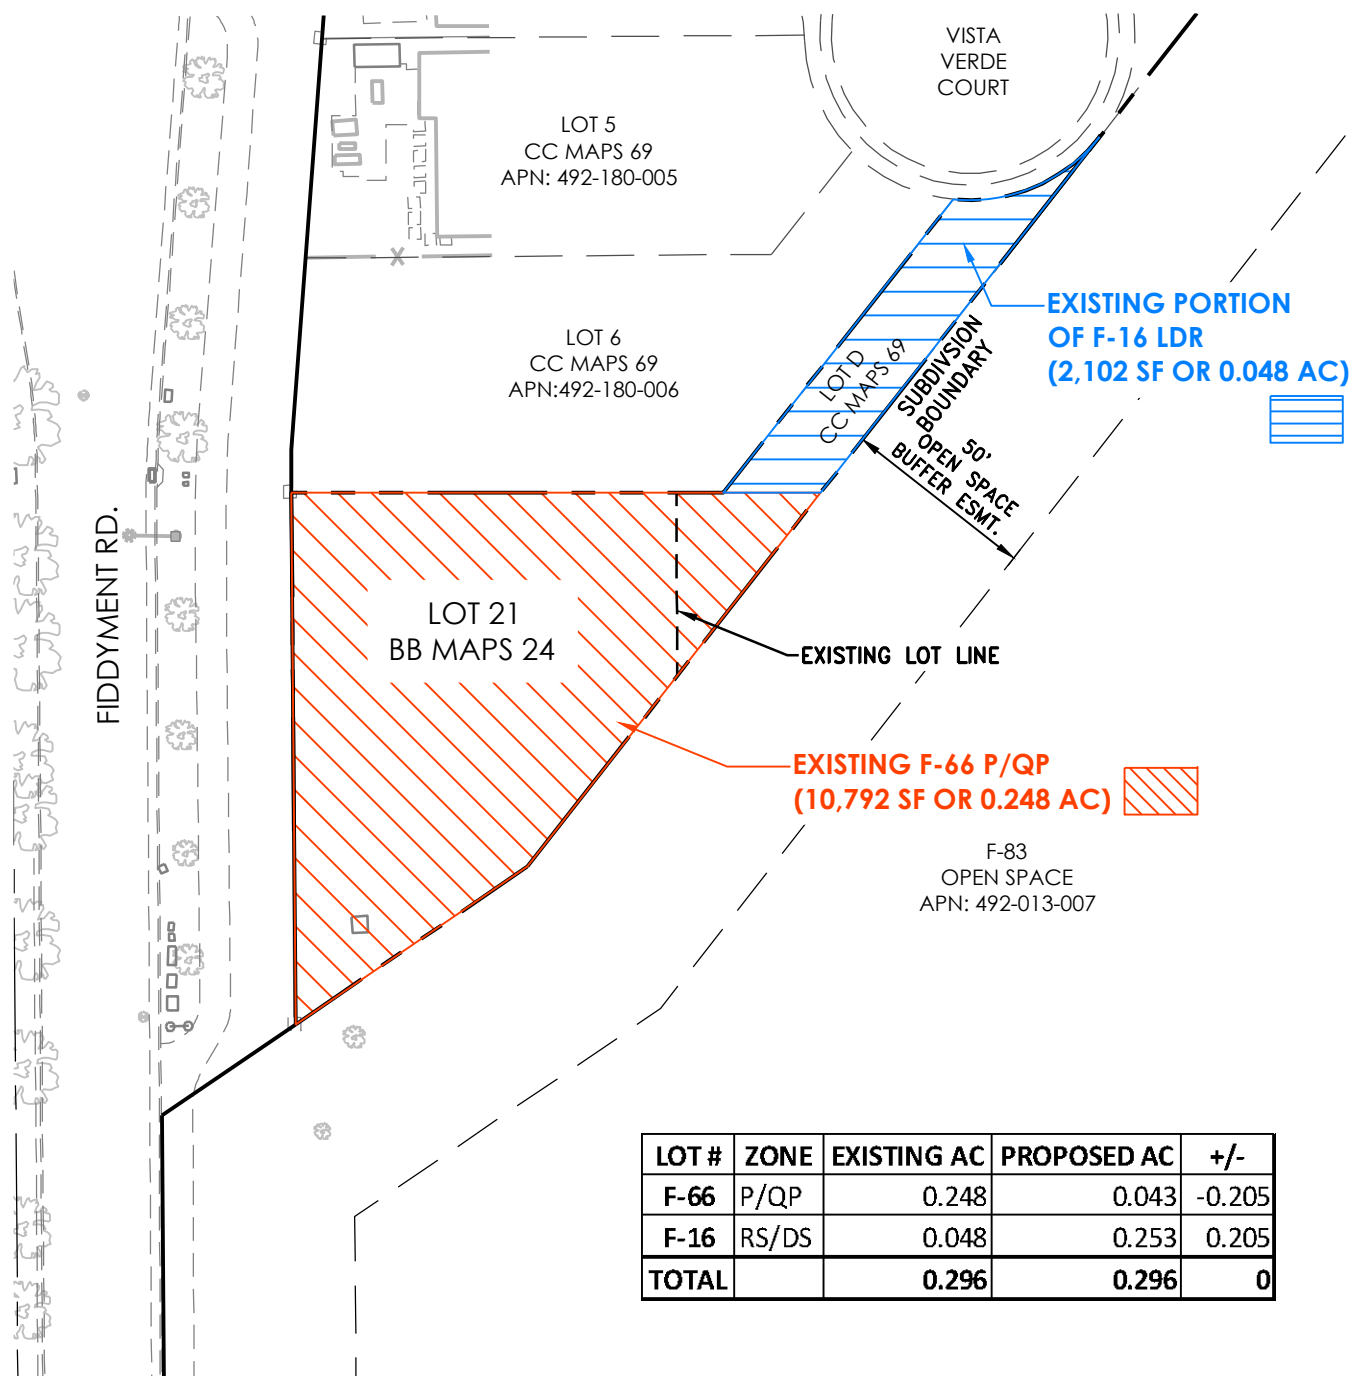 VISTA
VERDE
COURT
LOT 5
CC MAPS 69
APN: 492-180-005
EXISTING PORTION
OF F-16 LDR
(2,102 SF OR 0.048 AC)
LOT 6
CC MAPS 69
APN:492-180-006
LOT D
CC MAPS 69
SUBDIVSION
BOUNDARY
50'
OPEN SPACE
BUFFER ESMT.
FIDDYMENT RD.
LOT 21
BB MAPS 24
EXISTING LOT LINE
EXISTING F-66 P/QP
(10,792 SF OR 0.248 AC)
F-83
OPEN SPACE
APN: 492-013-007
LOT # ZONE EXISTING AC PROPOSED AC +/-
F-66 P/QP 0.248 0.043 -0.205
F-16 RS/DS 0.048 0.253 0.205
TOTAL 0.296 0.296 0